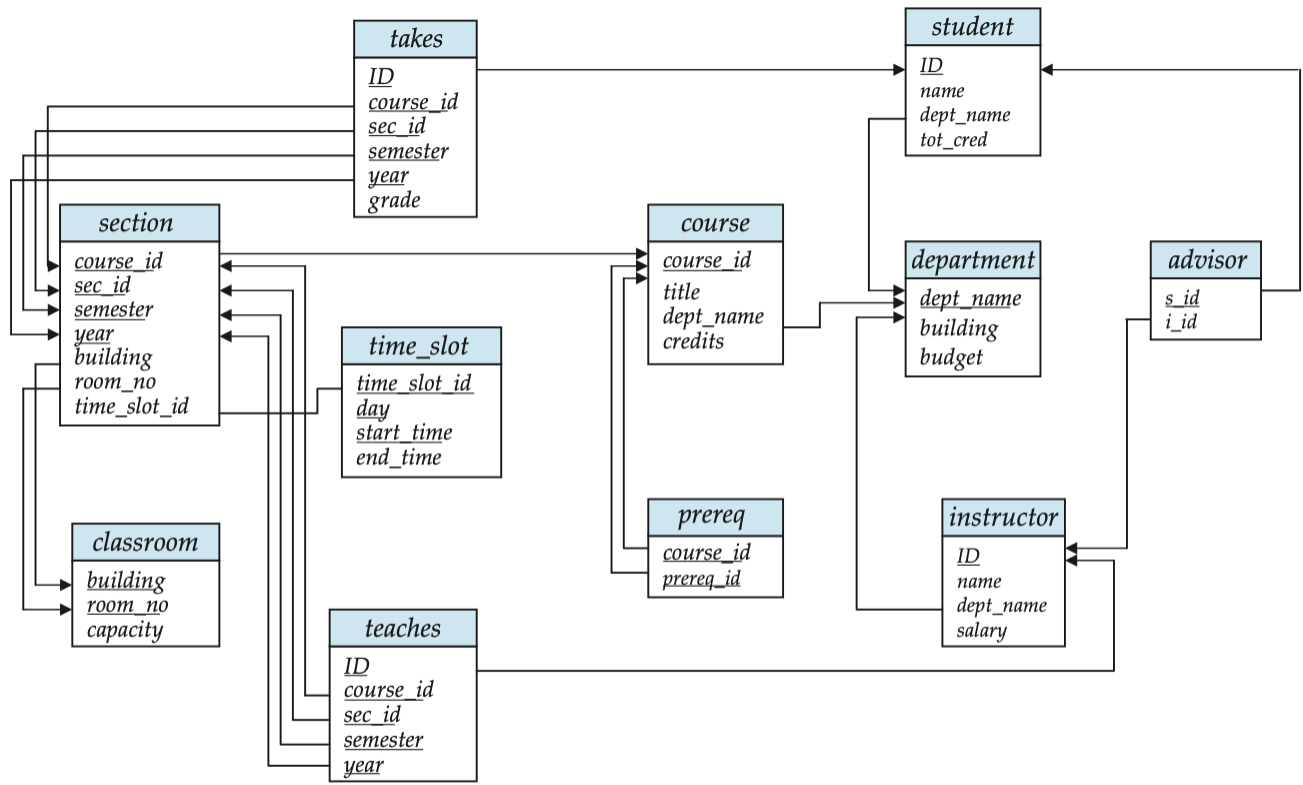 takes
ID
course_id
sec_id
semester
year
grade
student
ID
name
dept_name
tot_cred
section
course_id
sec_id
semester
year
building
room_no
time_slot_id
course
course_id
title
dept_name
credits
department
dept_name
building
budget
advisor
s_id
i_id
time_slot
time_slot_id
day
start_time
end_time
prereq
course_id
prereq_id
instructor
ID
name
dept_name
salary
classroom
building
room_no
capacity
teaches
ID
course_id
sec_id
semester
year